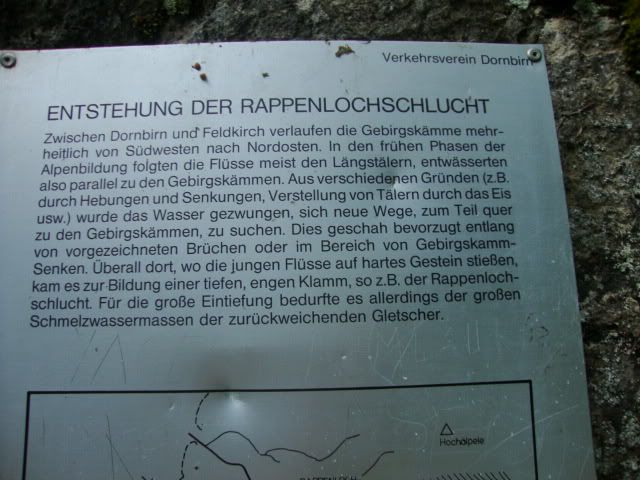 Verkehrsverein Dornbirn
ENTSTEHUNG DER RAPPENLOCHSCHLUCHT
Zwischen Dornbirn und Feldkirch verlaufen die Gebirgskämme mehr-
heitlich von Südwesten nach Nordosten. In den frühen Phasen der
Alpenbildung folgten die Flüsse meist den Längstälern, entwässerten
also parallel zu den Gebirgskämmen. Aus verschiedenen Gründen (z.B.
durch Hebungen und Senkungen, Verstellung von Tälern durch das Eis
usw.) wurde das Wasser gezwungen, sich neue Wege, zum Teil quer
zu den Gebirgskämmen, zu suchen. Dies geschah bevorzugt entlang
von vorgezeichneten Brüchen oder im Bereich von Gebirgskamm-
Senken. Überall dort, wo die jungen Flüsse auf hartes Gestein stießen,
kam es zur Bildung einer tiefen, engen Klamm, so z.B. der Rappenloch-
schlucht. Für die große Eintiefung bedurfte es allerdings der großen
Schmelzwassermassen der zurückweichenden Gletscher.
Hochälpele